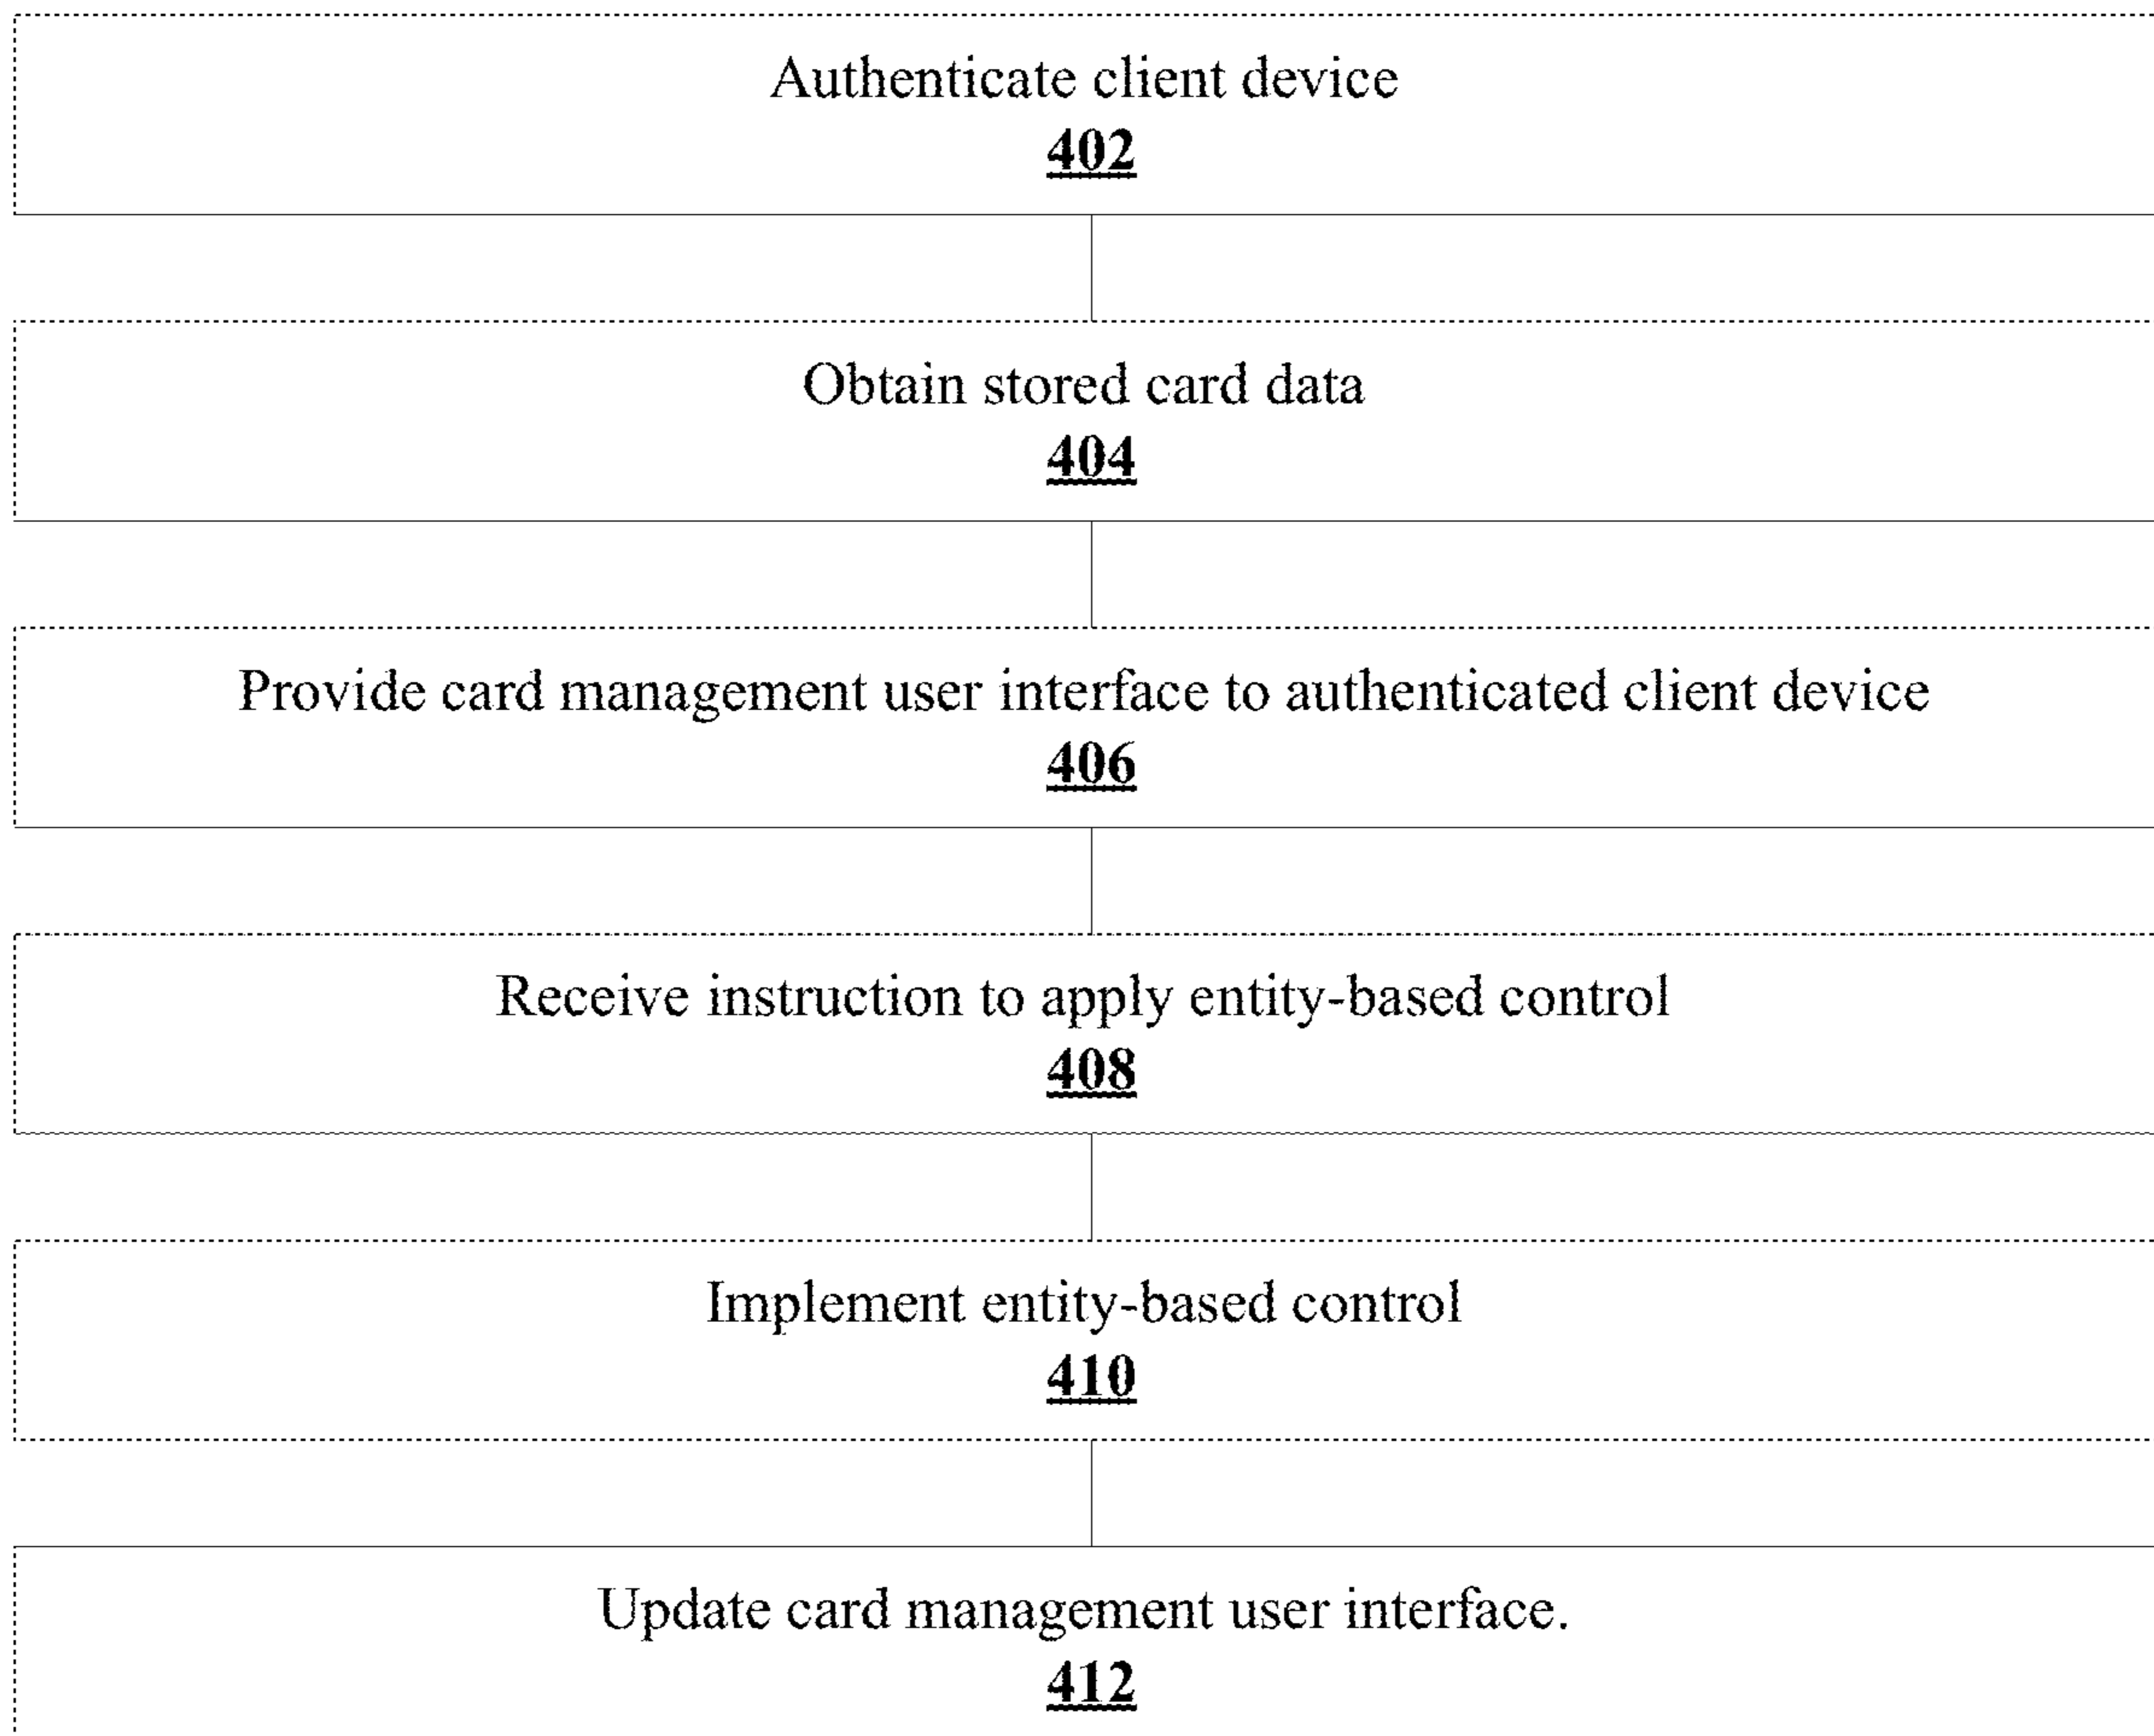 Authenticate client device
402
Obtain stored card data
404
Provide card management user interface to authenticated client device
406
Receive instruction to apply entity-based control
408
Implement entity-based control
410
Update card management user interface.
412